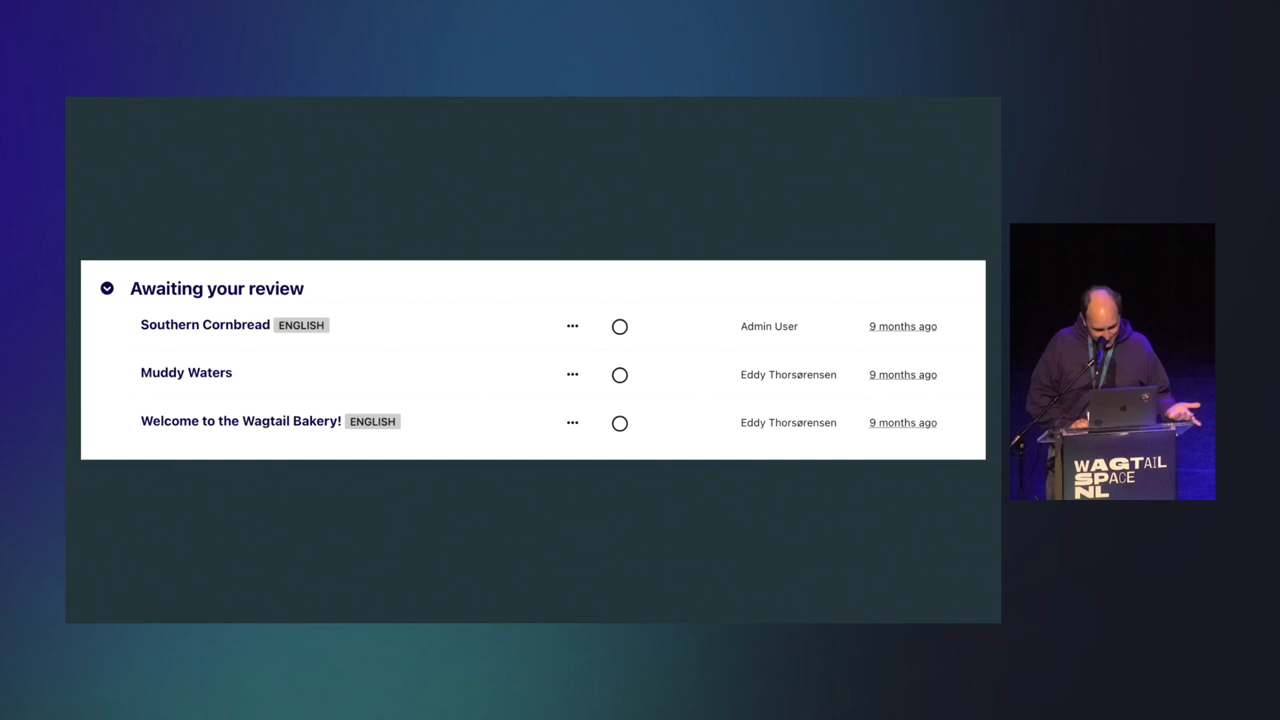 Awaiting your review
Southern Cornbread ENGLISH ••• Admin User 9 months ago
Muddy Waters ••• Eddy Thorsørensen 9 months ago
Welcome to the Wagtail Bakery! ENGLISH ••• Eddy Thorsørensen 9 months ago
WAGTAIL
SPACE
NL